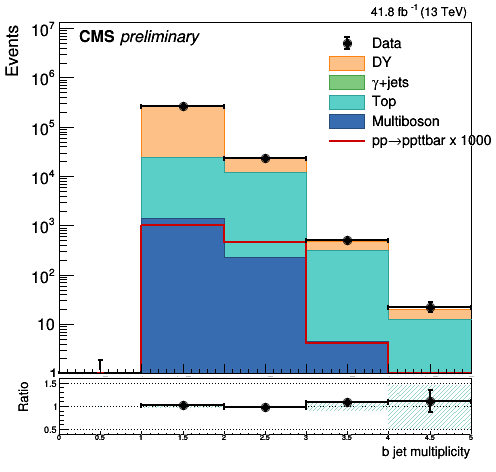 41.8 fb⁻¹ (13 TeV)
CMS preliminary
Events
10⁷
10⁶
10⁵
10⁴
10³
10²
10
1
Data
DY
γ+jets
Top
Multiboson
pp→ppttbar x 1000
Ratio
1.5
1
0.5
0 0.5 1 1.5 2 2.5 3 3.5 4 4.5 5
b jet multiplicity